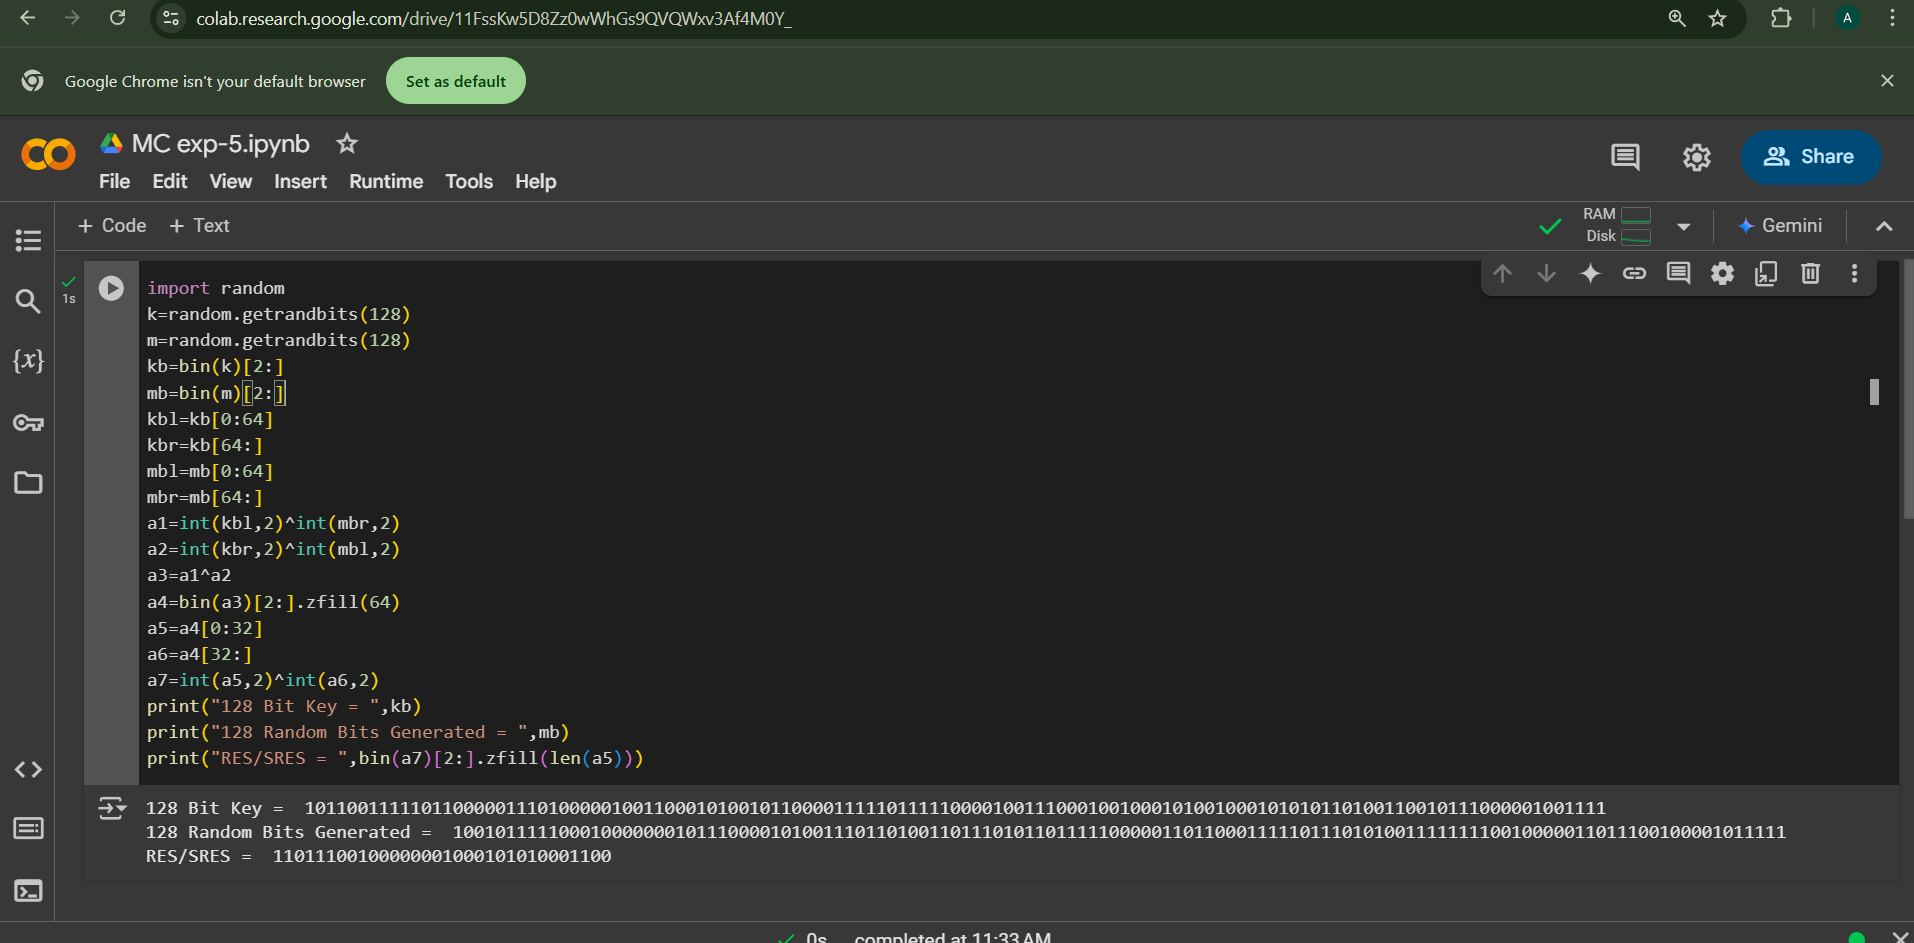 colab.research.google.com/drive/11FssKw5D8Zz0wWhGs9QVQWxv3Af4M0Y_
A
Google Chrome isn't your default browser
Set as default
MC exp-5.ipynb
File Edit View Insert Runtime Tools Help
Share
+ Code + Text
RAM
Disk
Gemini
1s
import random
k=random.getrandbits(128)
m=random.getrandbits(128)
kb=bin(k)[2:]
mb=bin(m)[2:]
kbl=kb[0:64]
kbr=kb[64:]
mbl=mb[0:64]
mbr=mb[64:]
a1=int(kbl,2)^int(mbr,2)
a2=int(kbr,2)^int(mbl,2)
a3=a1^a2
a4=bin(a3)[2:].zfill(64)
a5=a4[0:32]
a6=a4[32:]
a7=int(a5,2)^int(a6,2)
print("128 Bit Key = ",kb)
print("128 Random Bits Generated = ",mb)
print("RES/SRES = ",bin(a7)[2:].zfill(len(a5)))
128 Bit Key =
128 Random Bits Generated =
RES/SRES = 11011100100000001000101010001100
0s completed at 11:33 AM